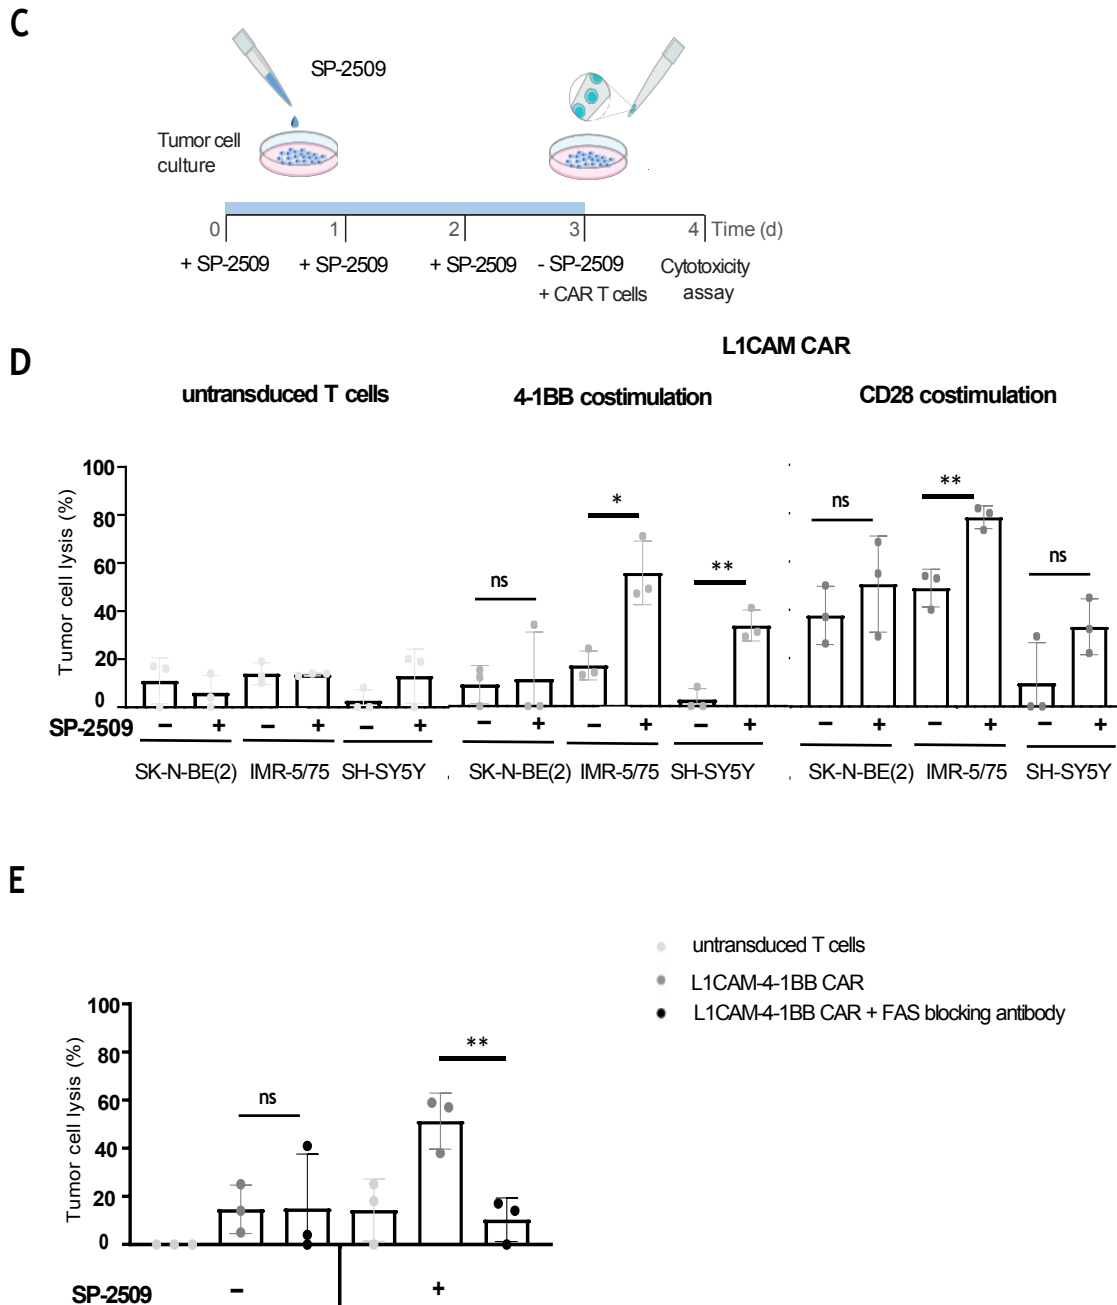 C
SP-2509
Tumor cell
culture
0 1 2 3 4 Time (d)
+ SP-2509 + SP-2509 + SP-2509 - SP-2509 Cytotoxicity
+ CAR T cells assay
L1CAM CAR
D
untransduced T cells 4-1BB costimulation CD28 costimulation
Tumor cell lysis (%)
100
80
60
40
20
0
ns * ** ns ** ns
SP-2509 – + – + – + – + – + – + – + – + – +
SK-N-BE(2) IMR-5/75 SH-SY5Y SK-N-BE(2) IMR-5/75 SH-SY5Y SK-N-BE(2) IMR-5/75 SH-SY5Y
E
untransduced T cells
L1CAM-4-1BB CAR
L1CAM-4-1BB CAR + FAS blocking antibody
Tumor cell lysis (%)
100
80
60
40
20
0
ns **
SP-2509 – +